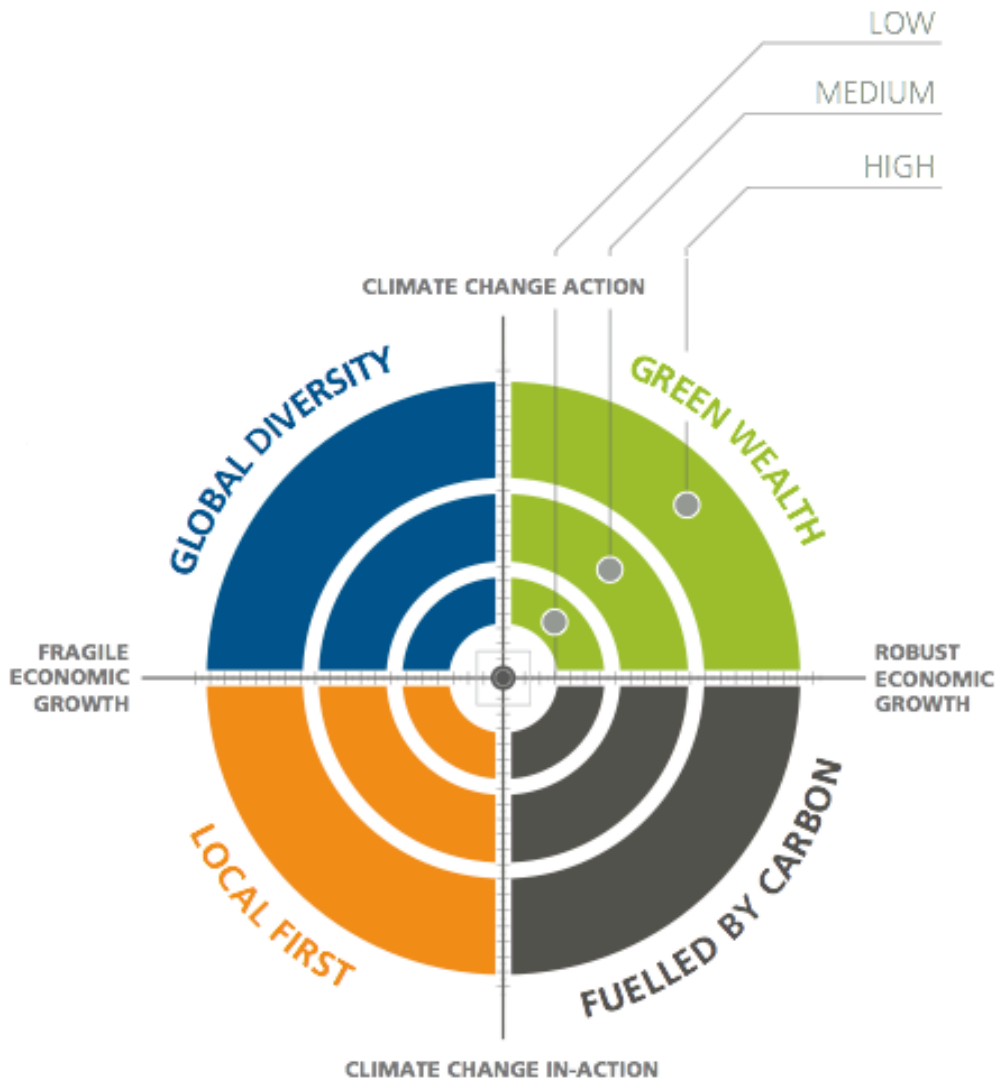 LOW
MEDIUM
HIGH
CLIMATE CHANGE ACTION
GLOBAL DIVERSITY
GREEN WEALTH
FRAGILE
ECONOMIC
GROWTH
ROBUST
ECONOMIC
GROWTH
LOCAL FIRST
FUELLED BY CARBON
CLIMATE CHANGE IN-ACTION